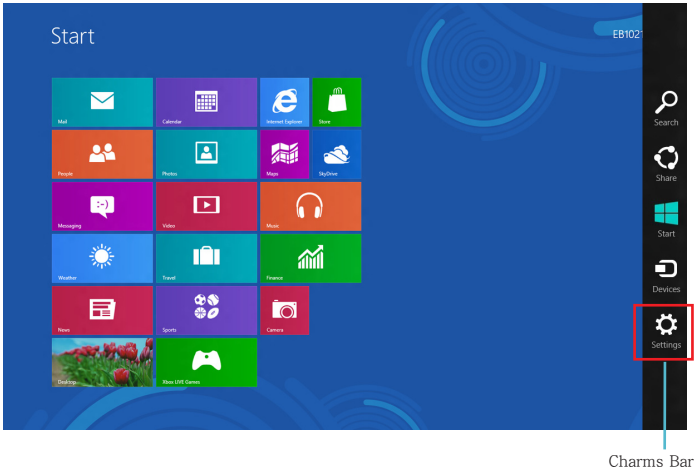 Start
EB1021
Mail
Calendar
Internet Explorer
Store
People
Photos
Maps
SkyDrive
Messaging
:-)
Video
Music
Weather
Travel
Finance
News
Sports
Camera
Desktop
Xbox LIVE Games
Search
Share
Start
Devices
Settings
Charms Bar